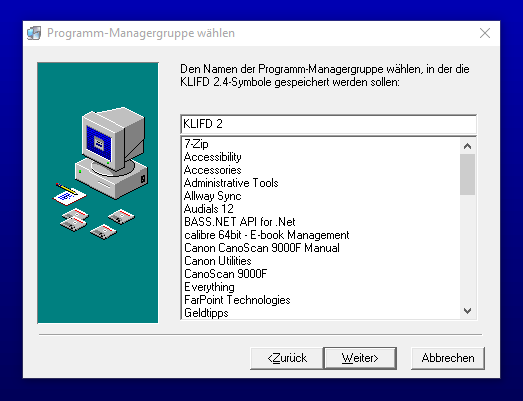 Programm-Managergruppe wählen
Den Namen der Programm-Managergruppe wählen, in der die
KLIFD 2.4-Symbole gespeichert werden sollen:
KLIFD 2
7-Zip
Accessibility
Accessories
Administrative Tools
Allway Sync
Audials 12
BASS.NET API for .Net
calibre 64bit - E-book Management
Canon CanoScan 9000F Manual
Canon Utilities
CanoScan 9000F
Everything
FarPoint Technologies
Geldtipps
<Zurück
Weiter>
Abbrechen